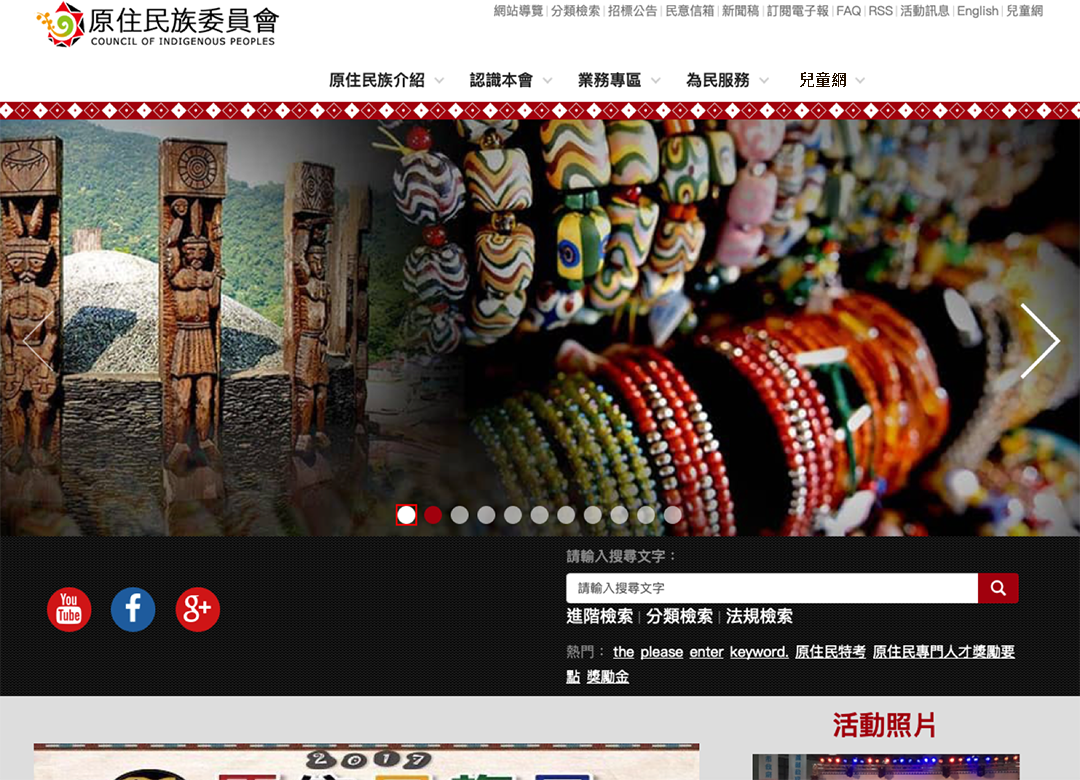 原住民族委員會
COUNCIL OF INDIGENOUS PEOPLES
網站導覽 | 分類檢索 | 招標公告 | 民意信箱 | 新聞稿 | 訂閱電子報 | FAQ | RSS | 活動訊息 | English | 兒童網
原住民族介紹 認識本會 業務專區 為民服務 兒童網
請輸入搜尋文字：
請輸入搜尋文字
You
Tube
f
g+
進階檢索 | 分類檢索 | 法規檢索
熱門： the please enter keyword. 原住民特考 原住民專門人才獎勵要
點 獎勵金
活動照片
2017